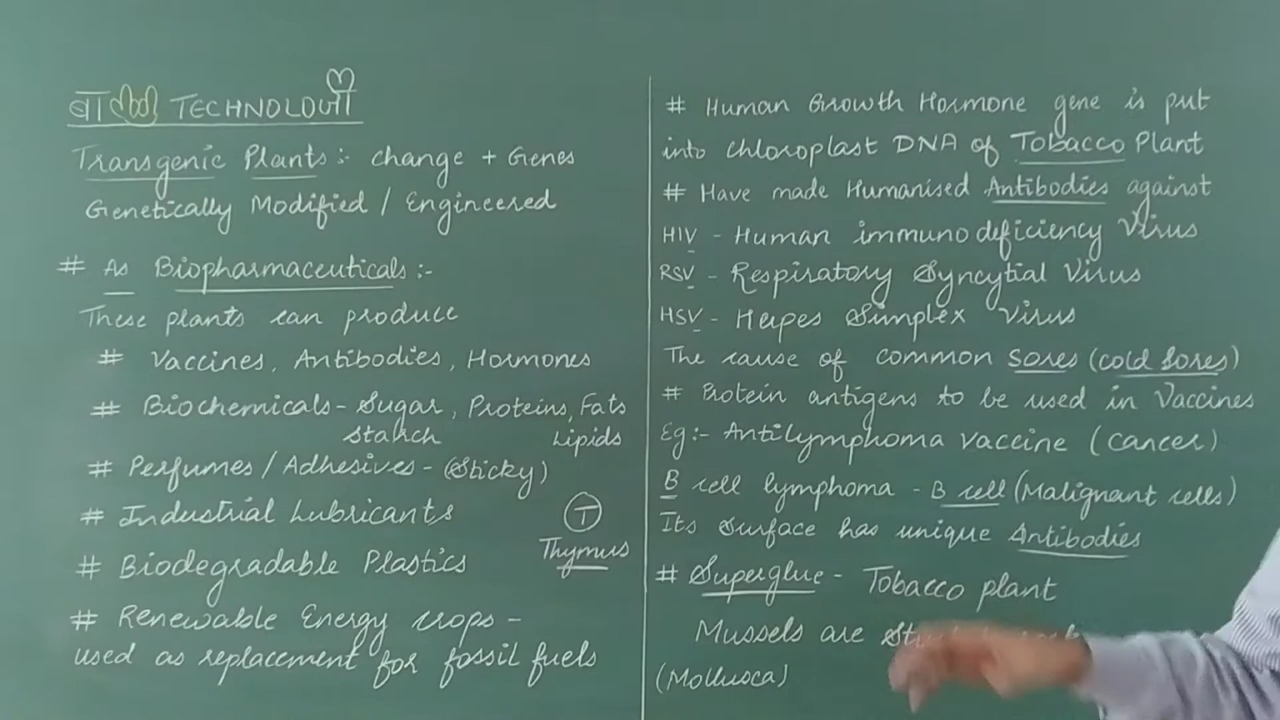 बा TECHNOLOजी
Transgenic Plants :- change + Genes
Genetically Modified / Engineered
# As Biopharmaceuticals :-
These plants can produce
# Vaccines, Antibodies, Hormones
# Biochemicals - Sugar, Proteins, Fats
Starch Lipids
# Perfumes / Adhesives - (Sticky)
# Industrial Lubricants
T
Thymus
# Biodegradable Plastics
# Renewable Energy crops -
used as replacement for fossil fuels
# Human Growth Hormone gene is put
into chloroplast DNA of Tobacco Plant
# Have made Humanised Antibodies against
HIV - Human immuno deficiency Virus
RSV - Respiratory Syncytial Virus
HSV - Herpes Simplex Virus
The cause of common Sores (cold Sores)
# Protein antigens to be used in Vaccines
Eg:- Antilymphoma vaccine (cancer)
B cell lymphoma - B cell (Malignant cells)
Its surface has unique Antibodies
# Superglue - Tobacco plant
Mussels are
(Mollusca)